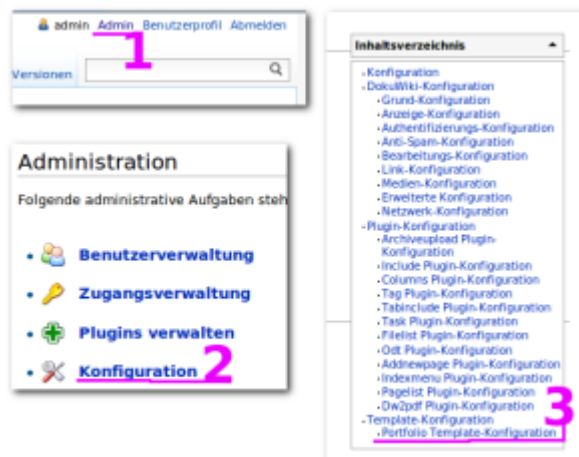 admin Admin Benutzerprofil Abmelden
1
Versionen
Administration
Folgende administrative Aufgaben steh
Benutzerverwaltung
Zugangsverwaltung
Plugins verwalten
Konfiguration 2
Inhaltsverzeichnis
Konfiguration
DokuWiki-Konfiguration
Grund-Konfiguration
Anzeige-Konfiguration
Authentifizierungs-Konfiguration
Anti-Spam-Konfiguration
Bearbeitungs-Konfiguration
Link-Konfiguration
Medien-Konfiguration
Erweiterte Konfiguration
Netzwerk-Konfiguration
Plugin-Konfiguration
Archiveupload Plugin-
Konfiguration
Include Plugin-Konfiguration
Columns Plugin-Konfiguration
Tag Plugin-Konfiguration
Tabinclude Plugin-Konfiguration
Task Plugin-Konfiguration
Filelist Plugin-Konfiguration
Odt Plugin-Konfiguration
Addnewpage Plugin-Konfiguration
Indexmenu Plugin-Konfiguration
Pagelist Plugin-Konfiguration
Dw2pdf Plugin-Konfiguration
3
Template-Konfiguration
Portfolio Template-Konfiguration